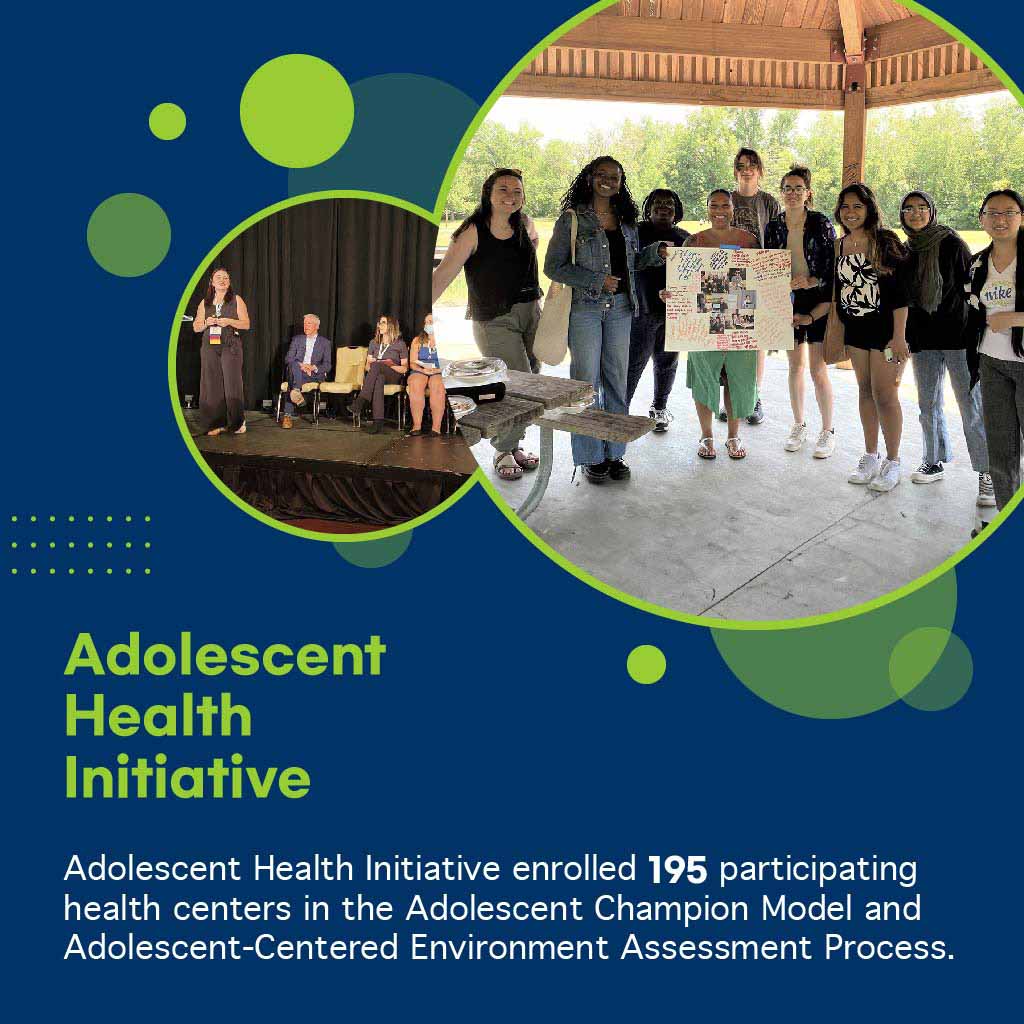 nike
Adolescent
Health
Initiative
Adolescent Health Initiative enrolled 195 participating
health centers in the Adolescent Champion Model and
Adolescent-Centered Environment Assessment Process.